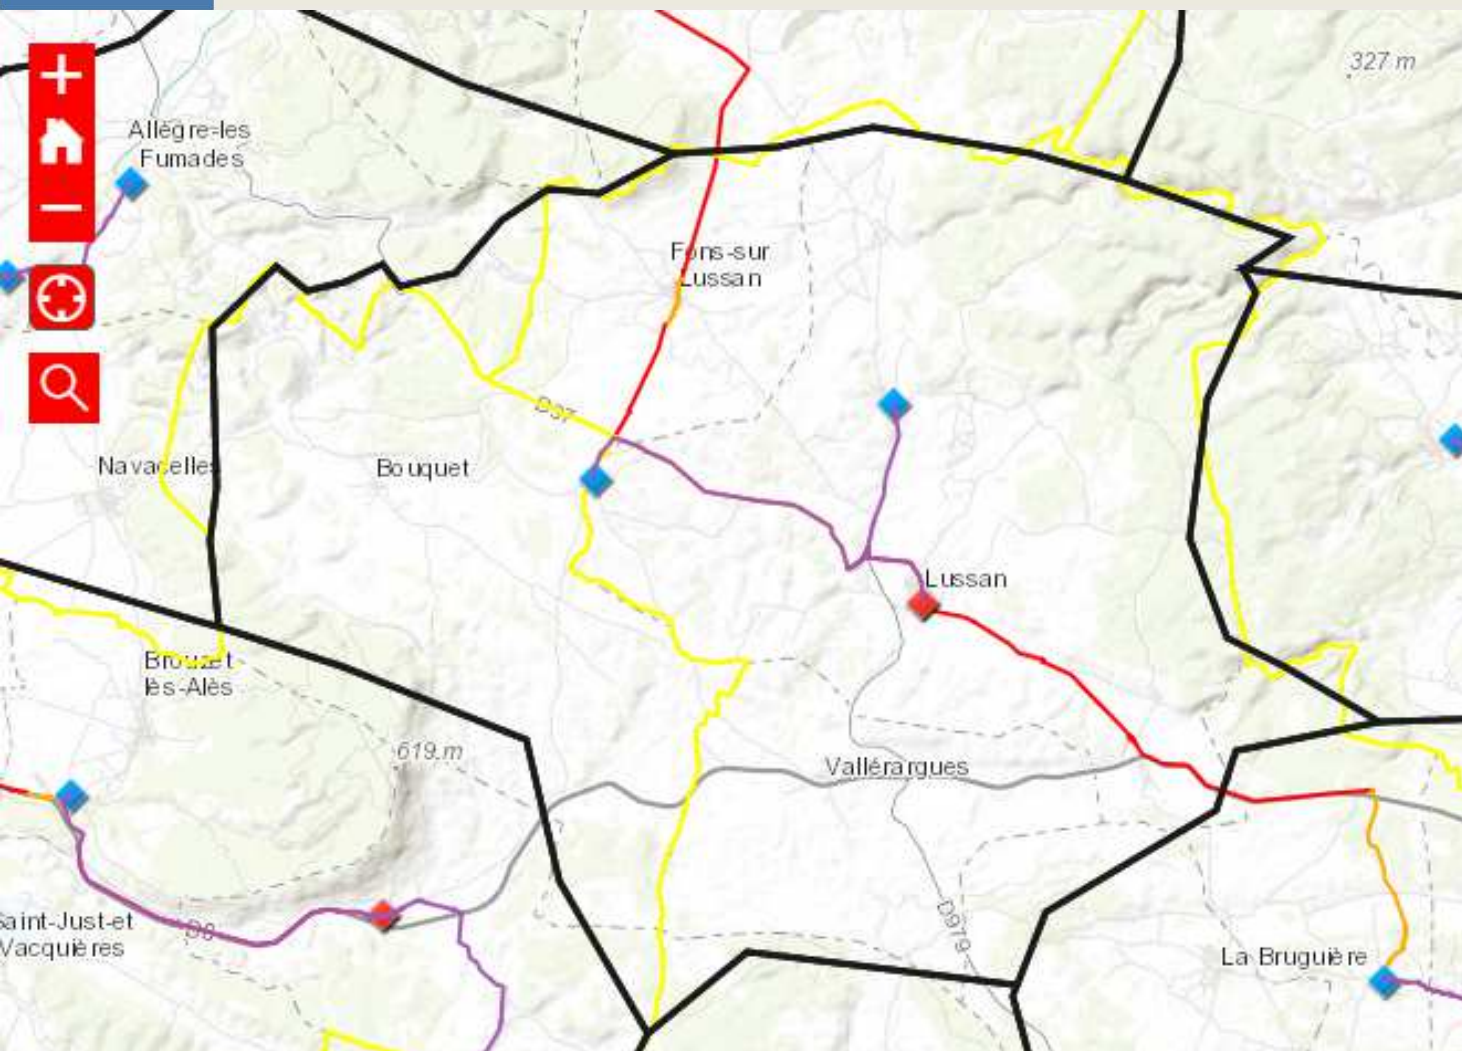 327 m
Allègre-les
Fumades
Fons-sur
Lussan
D37
Navacelles
Bouquet
Lussan
Brouzet
lès-Alès
619 m
Vallérargues
Saint-Just-et
Vacquières
D979
La Bruguière